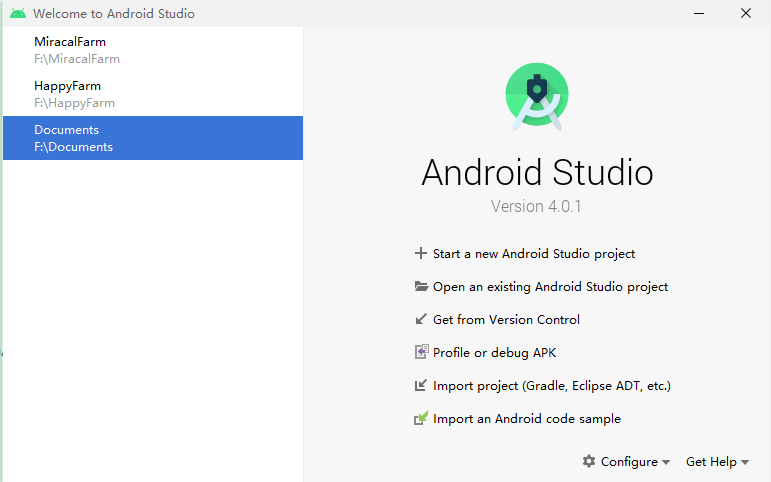 Welcome to Android Studio
MiracalFarm
F:\MiracalFarm
HappyFarm
F:\HappyFarm
Documents
F:\Documents
Android Studio
Version 4.0.1
Start a new Android Studio project
Open an existing Android Studio project
Get from Version Control
Profile or debug APK
Import project (Gradle, Eclipse ADT, etc.)
Import an Android code sample
Configure
Get Help